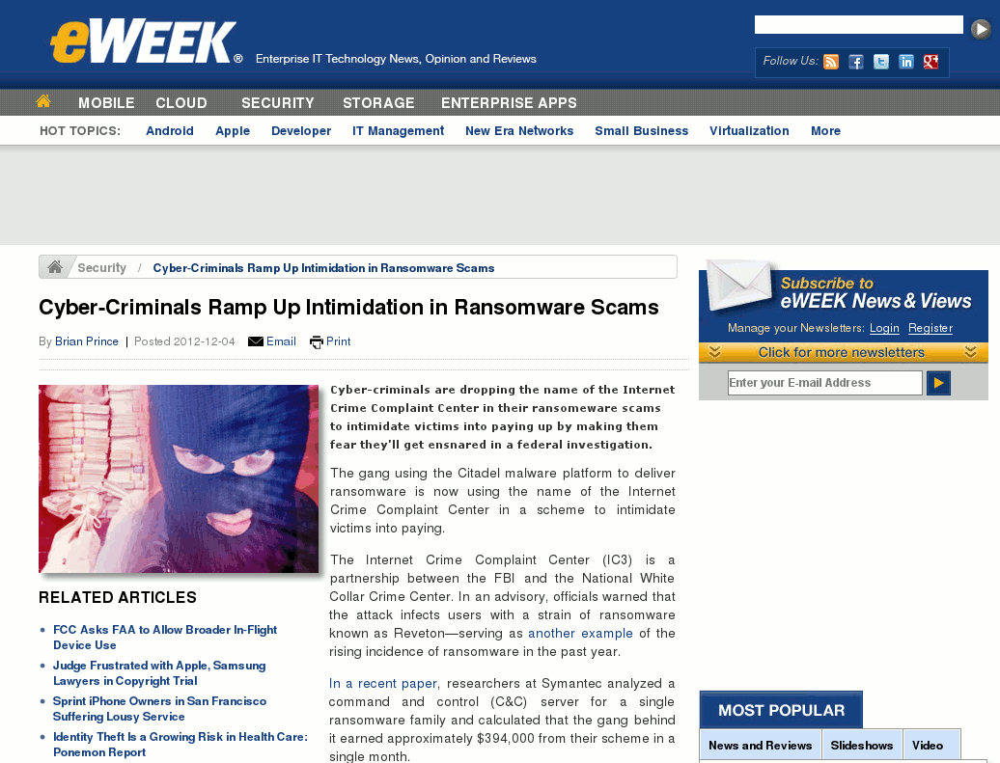 eWEEK® Enterprise IT Technology News, Opinion and Reviews
Follow Us:
MOBILE CLOUD SECURITY STORAGE ENTERPRISE APPS
HOT TOPICS: Android Apple Developer IT Management New Era Networks Small Business Virtualization More
Security / Cyber-Criminals Ramp Up Intimidation in Ransomware Scams
Cyber-Criminals Ramp Up Intimidation in Ransomware Scams
By Brian Prince | Posted 2012-12-04 Email Print
Cyber-criminals are dropping the name of the Internet
Crime Complaint Center in their ransomeware scams
to intimidate victims into paying up by making them
fear they'll get ensnared in a federal investigation.
The gang using the Citadel malware platform to deliver
ransomware is now using the name of the Internet
Crime Complaint Center in a scheme to intimidate
victims into paying.
The Internet Crime Complaint Center (IC3) is a
partnership between the FBI and the National White
Collar Crime Center. In an advisory, officials warned that
the attack infects users with a strain of ransomware
known as Reveton—serving as another example of the
rising incidence of ransomware in the past year.
In a recent paper, researchers at Symantec analyzed a
command and control (C&C) server for a single
ransomware family and calculated that the gang behind
it earned approximately $394,000 from their scheme in a
single month.
RELATED ARTICLES
FCC Asks FAA to Allow Broader In-Flight
Device Use
Judge Frustrated with Apple, Samsung
Lawyers in Copyright Trial
Sprint iPhone Owners in San Francisco
Suffering Lousy Service
Identity Theft Is a Growing Risk in Health Care:
Ponemon Report
Subscribe to
eWEEK News & Views
Manage your Newsletters: Login Register
Click for more newsletters
Enter your E-mail Address
MOST POPULAR
News and Reviews Slideshows Video